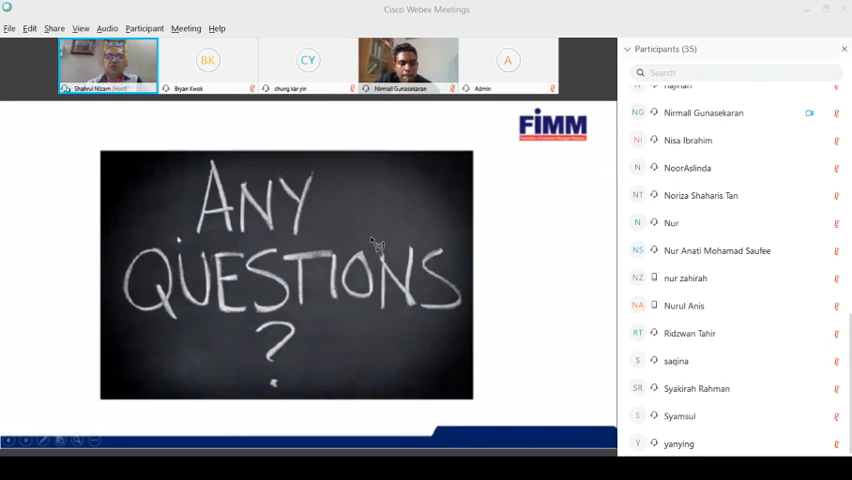 Cisco Webex Meetings
File Edit Share View Audio Participant Meeting Help
Participants (35)
Search
BK
CY
A
Shahrul Nizam (Host)
Bryan Kwok
chung kar yin
Nirmall Gunasekaran
Admin
FiMM
ANY
QUESTIONS
?
NG Nirmall Gunasekaran
NI Nisa Ibrahim
N NoorAslinda
NT Noriza Shaharis Tan
N Nur
NS Nur Anati Mohamad Saufee
NZ nur zahirah
NA Nurul Anis
RT Ridzwan Tahir
S saqina
SR Syakirah Rahman
S Syamsul
Y yanying